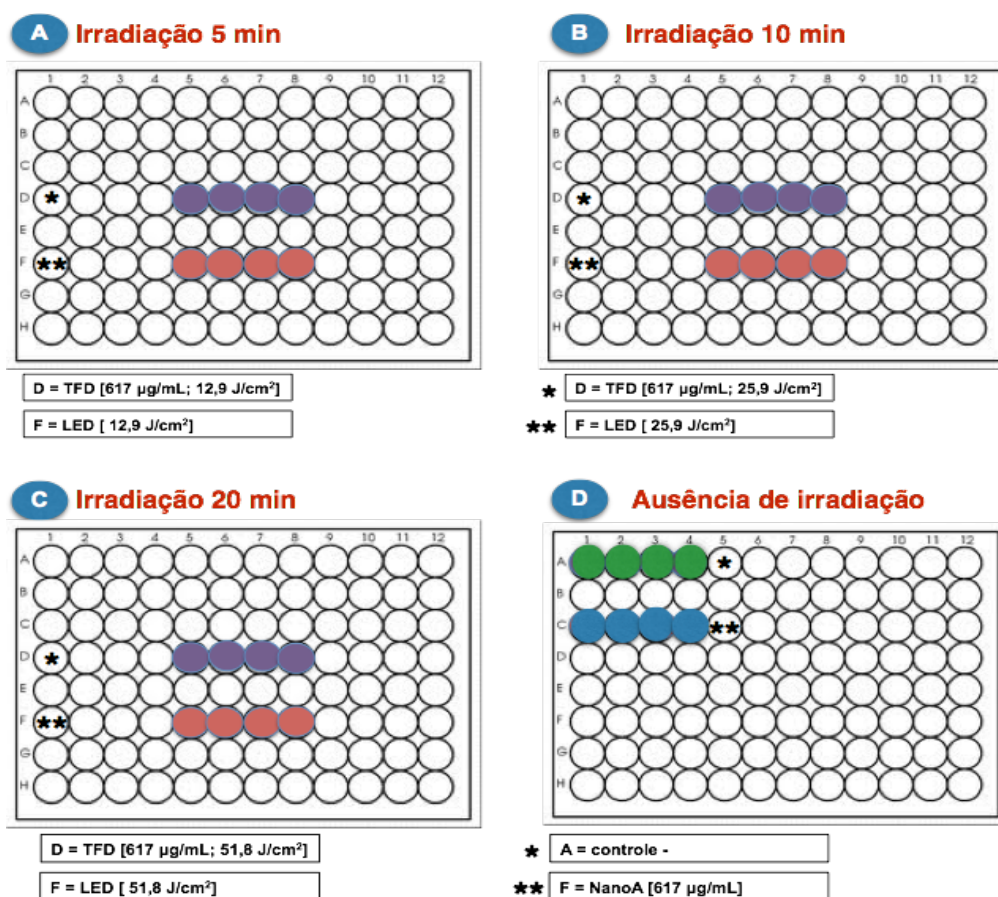 A Irradiação 5 min
B Irradiação 10 min
1 2 3 4 5 6 7 8 9 10 11 12
A
B
C
D *
E
F **
G
H
1 2 3 4 5 6 7 8 9 10 11 12
A
B
C
D *
E
F **
G
H
D = TFD [617 µg/mL; 12,9 J/cm²]
F = LED [ 12,9 J/cm²]
* D = TFD [617 µg/mL; 25,9 J/cm²]
** F = LED [ 25,9 J/cm²]
C Irradiação 20 min
D Ausência de irradiação
1 2 3 4 5 6 7 8 9 10 11 12
A
B
C
D *
E
F **
G
H
1 2 3 4 5 6 7 8 9 10 11 12
A *
B
C **
D
E
F
G
H
D = TFD [617 µg/mL; 51,8 J/cm²]
F = LED [ 51,8 J/cm²]
* A = controle -
** F = NanoA [617 µg/mL]